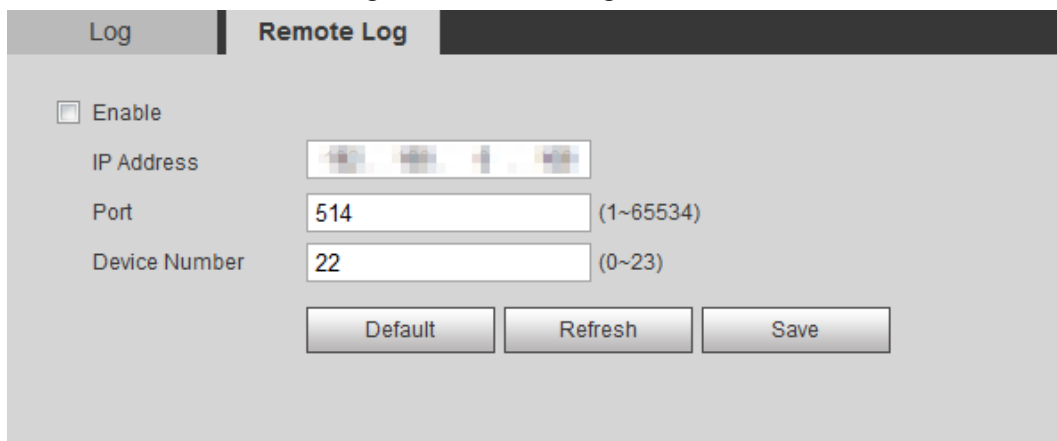 Log Remote Log
Enable
IP Address
Port 514 (1~65534)
Device Number 22 (0~23)
Default Refresh Save